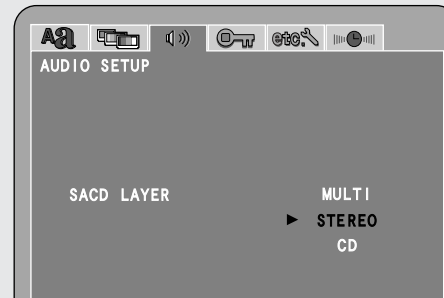 Aa etc.
AUDIO SETUP
SACD LAYER MULTI
STEREO
CD